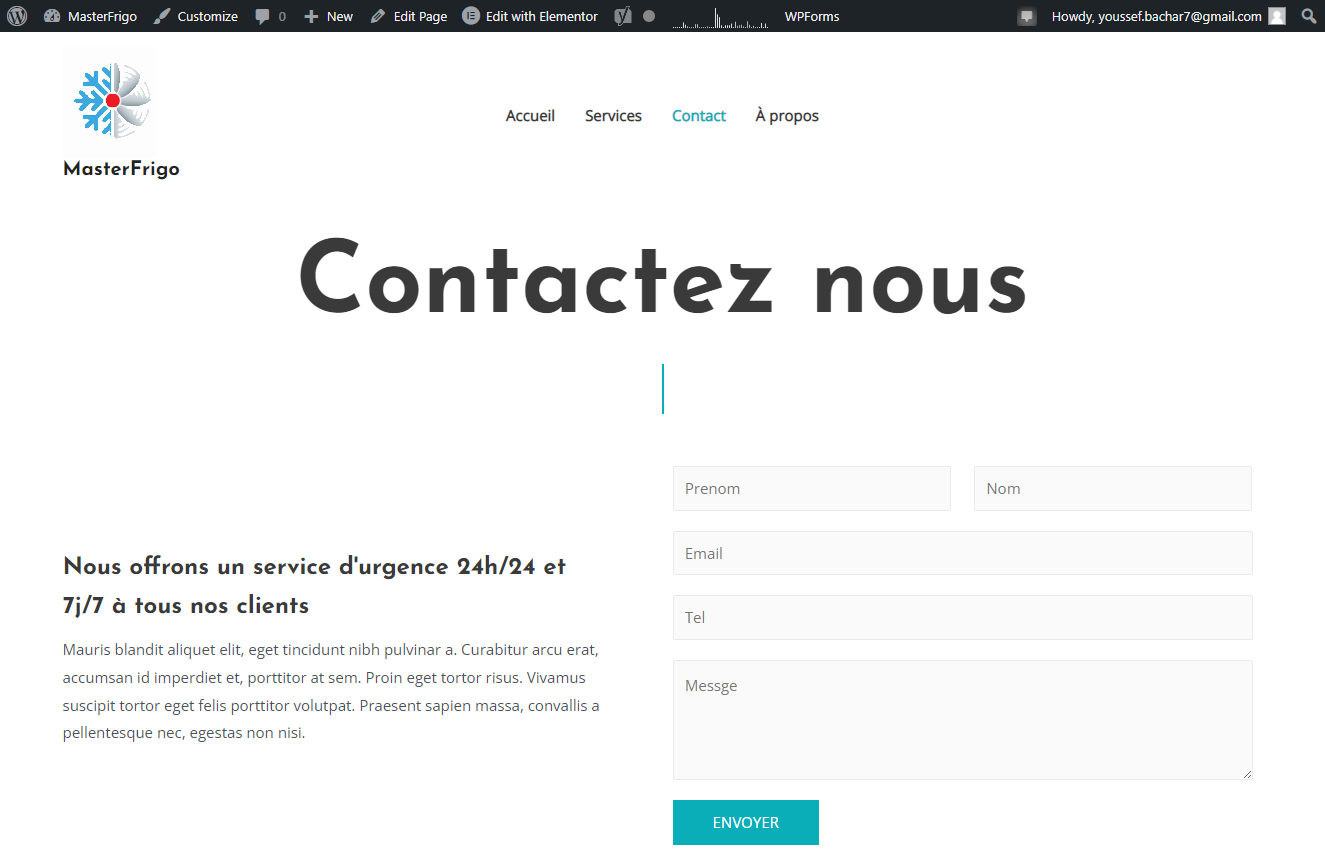 MasterFrigo Customize 0 New Edit Page Edit with Elementor WPForms Howdy, youssef.bachar7@gmail.com
Accueil Services Contact À propos
MasterFrigo
Contactez nous
Prenom Nom
Email
Nous offrons un service d'urgence 24h/24 et
7j/7 à tous nos clients
Tel
Mauris blandit aliquet elit, eget tincidunt nibh pulvinar a. Curabitur arcu erat,
accumsan id imperdiet et, porttitor at sem. Proin eget tortor risus. Vivamus
suscipit tortor eget felis porttitor volutpat. Praesent sapien massa, convallis a
pellentesque nec, egestas non nisi.
Messge
ENVOYER